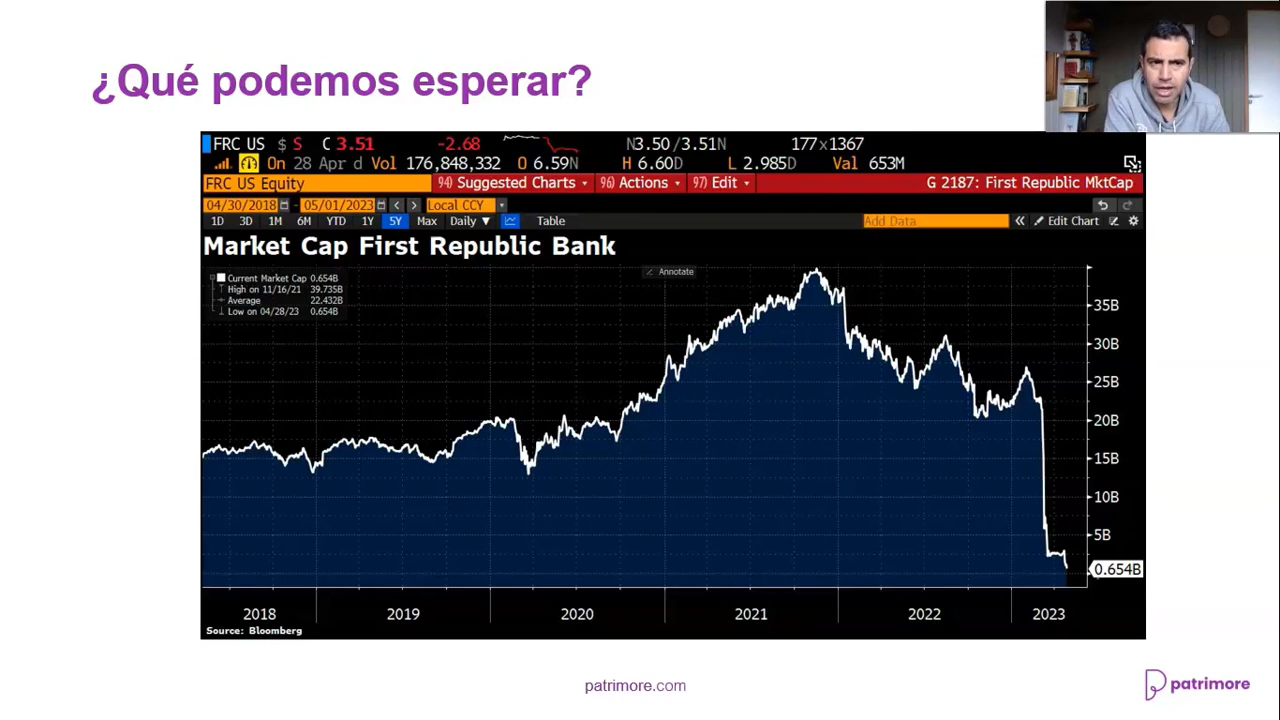 ¿Qué podemos esperar?
FRC US $ S C 3.51 -2.68 N3.50/3.51N 177x1367
On 28 Apr d Vol 176,848,332 O 6.59N H 6.60D L 2.985D Val 653M
FRC US Equity 94) Suggested Charts 96) Actions 97) Edit G 2187: First Republic MktCap
04/30/2018 - 05/01/2023 < > Local CCY
1D 3D 1M 6M YTD 1Y 5Y Max Daily ▼ Table Add Data « Edit Chart
Market Cap First Republic Bank
Annotate
Current Market Cap 0.654B
High on 11/16/21 39.735B
Average 22.432B
Low on 04/28/23 0.654B
35B
30B
25B
20B
15B
10B
5B
0.654B
2018 2019 2020 2021 2022 2023
Source: Bloomberg
patrimore.com
patrimore